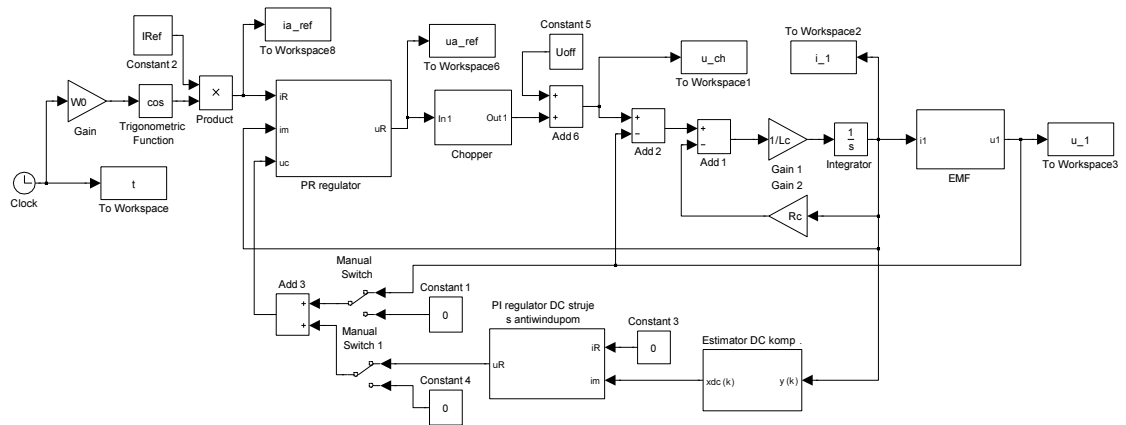 IRef
Constant 2
ia_ref
To Workspace8
W0
Gain
cos
Trigonometric
Function
×
Product
Clock
t
To Workspace
iR
im
uc
uR
PR regulator
ua_ref
To Workspace6
In 1
Out 1
Chopper
Constant 5
Uoff
+
+
Add 6
u_ch
To Workspace1
+
−
Add 2
+
−
Add 1
1/Lc
Gain 1
1
s
Integrator
To Workspace2
i_1
i1
u1
EMF
u_1
To Workspace3
Gain 2
Rc
Add 3
+
+
Manual
Switch
Constant 1
0
Manual
Switch 1
Constant 4
0
PI regulator DC struje
s antiwindupom
uR
iR
im
Constant 3
0
Estimator DC komp .
xdc (k)
y (k)